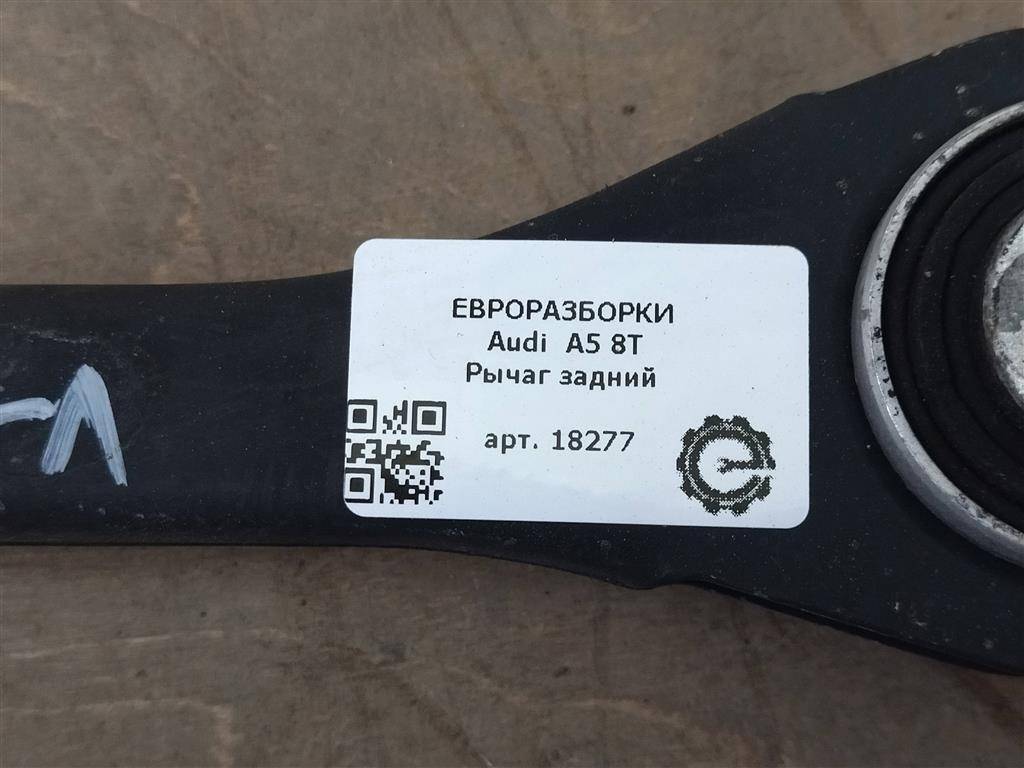 ЕВРОРАЗБОРКИ
Audi A5 8T
Рычаг задний
арт. 18277